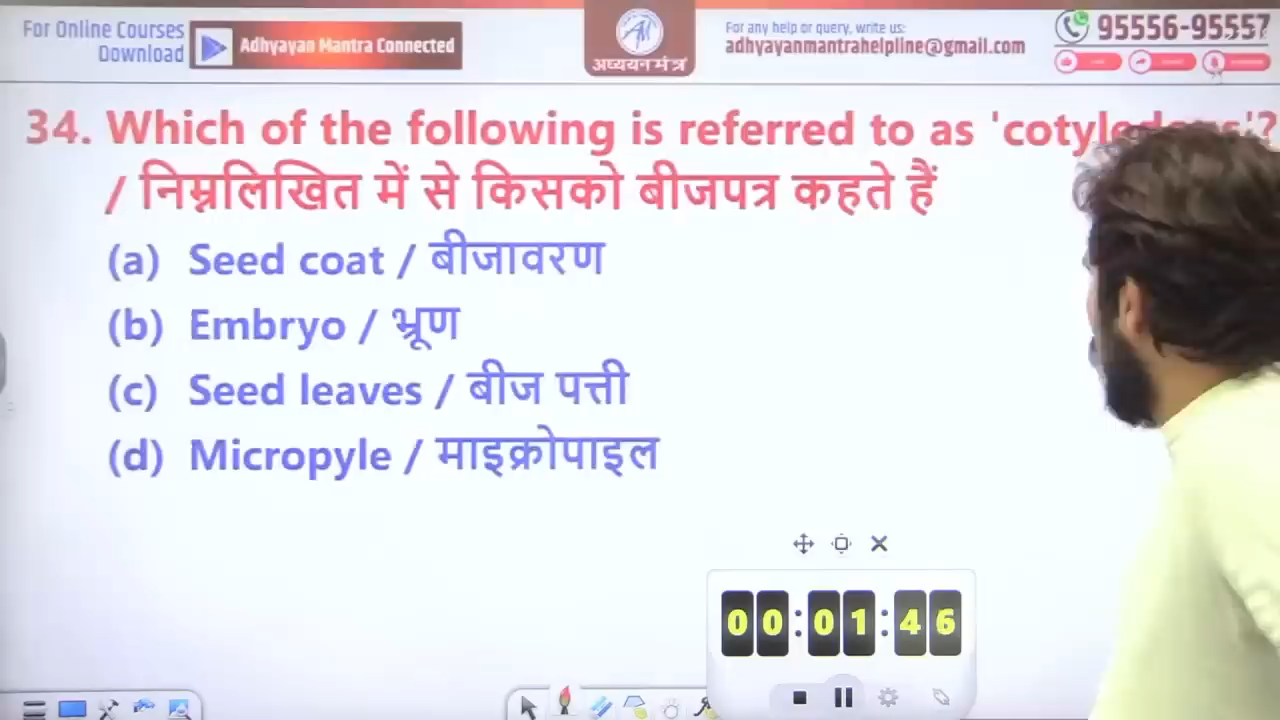 For Online Courses
Download
Adhyayan Mantra Connected
अध्ययन मंत्र
For any help or query, write us:
adhyayanmantrahelpline@gmail.com
95556-95557
34. Which of the following is referred to as 'cotyledons'?
/ निम्नलिखित में से किसको बीजपत्र कहते हैं
(a) Seed coat / बीजावरण
(b) Embryo / भ्रूण
(c) Seed leaves / बीज पत्ती
(d) Micropyle / माइक्रोपाइल
00:01:46